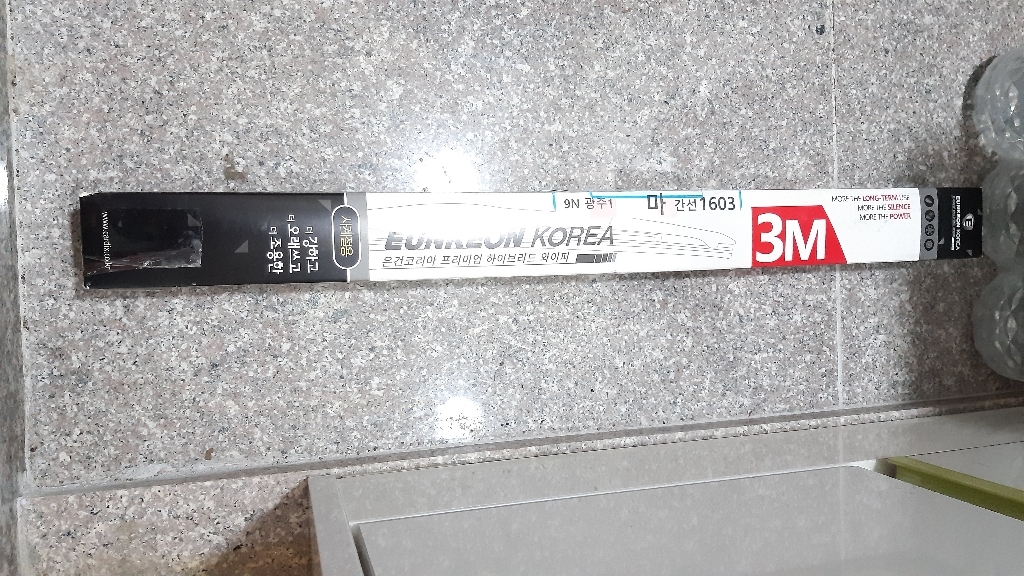 www.cardix.co.kr
더 강하고
더 오래쓰고
더 조용한
사계절용
9N 광주1 마 간선1603
EUNKEON KOREA
은건코리아 프리미엄 하이브리드 와이퍼
3M
MORE THE LONG-TERM USE
MORE THE SILENCE
MORE THE POWER
EUNKEON KOREA